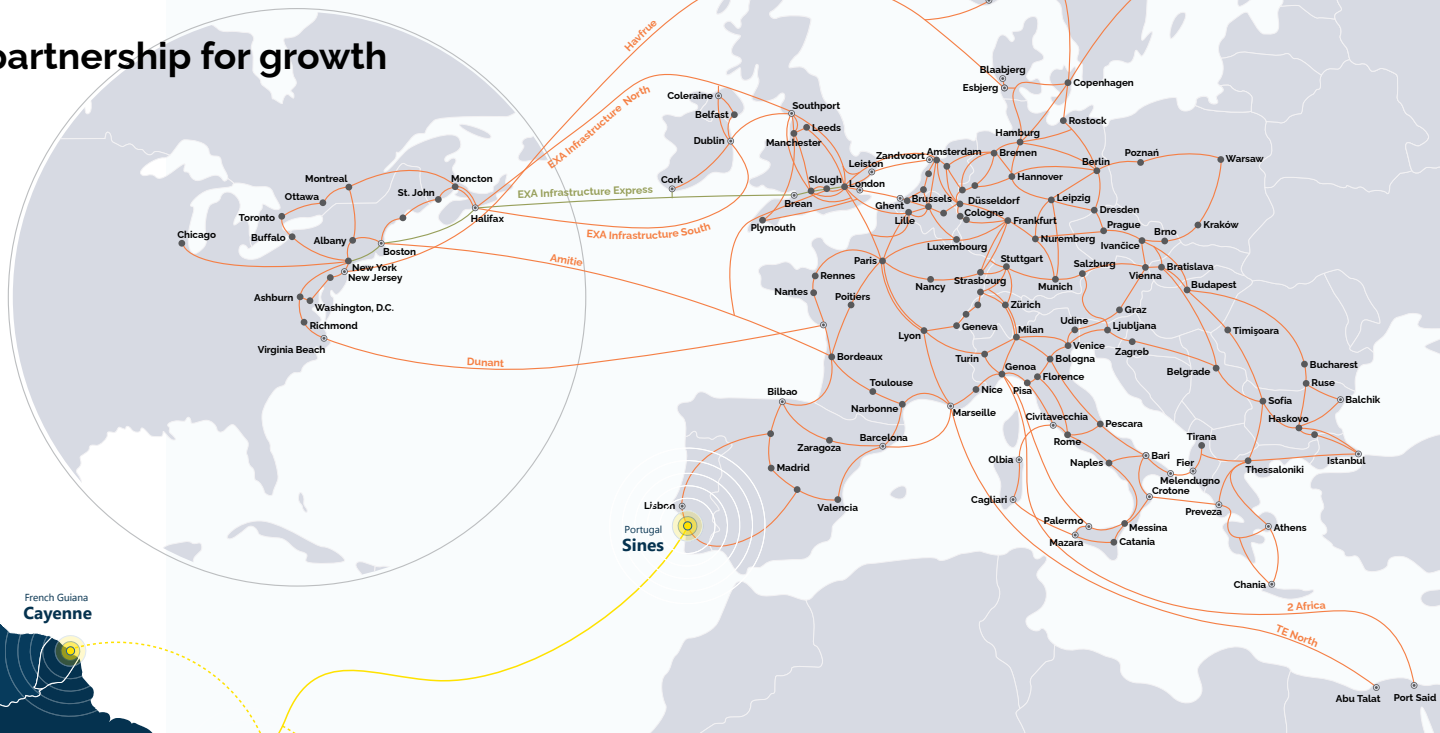 partnership for growth
Havfrue
EXA Infrastructure North
EXA Infrastructure Express
EXA Infrastructure South
Amitie
Dunant
Montreal
Moncton
Ottawa
St. John
Toronto
Halifax
Chicago
Buffalo
Albany
Boston
New York
New Jersey
Ashburn
Washington, D.C.
Richmond
Virginia Beach
Coleraine
Belfast
Dublin
Cork
Southport
Leeds
Manchester
Leiston
Slough
London
Brean
Plymouth
Blaabjerg
Esbjerg
Copenhagen
Rostock
Hamburg
Zandvoort
Amsterdam
Bremen
Berlin
Poznań
Warsaw
Hannover
Ghent
Brussels
Düsseldorf
Leipzig
Lille
Cologne
Dresden
Frankfurt
Prague
Kraków
Luxembourg
Nuremberg
Ivančice
Brno
Paris
Stuttgart
Salzburg
Vienna
Bratislava
Rennes
Nancy
Strasbourg
Munich
Budapest
Nantes
Poitiers
Zürich
Graz
Geneva
Milan
Udine
Ljubljana
Timişoara
Lyon
Venice
Zagreb
Bordeaux
Turin
Bologna
Genoa
Belgrade
Bucharest
Toulouse
Nice
Pisa
Florence
Ruse
Bilbao
Narbonne
Marseille
Civitavecchia
Sofia
Balchik
Haskovo
Zaragoza
Barcelona
Rome
Pescara
Tirana
Madrid
Olbia
Naples
Bari
Fier
Istanbul
Thessaloniki
Melendugno
Crotone
Lisbon
Valencia
Cagliari
Preveza
Portugal
Sines
Palermo
Messina
Athens
Mazara
Catania
Chania
French Guiana
Cayenne
2 Africa
TE North
Abu Talat
Port Said